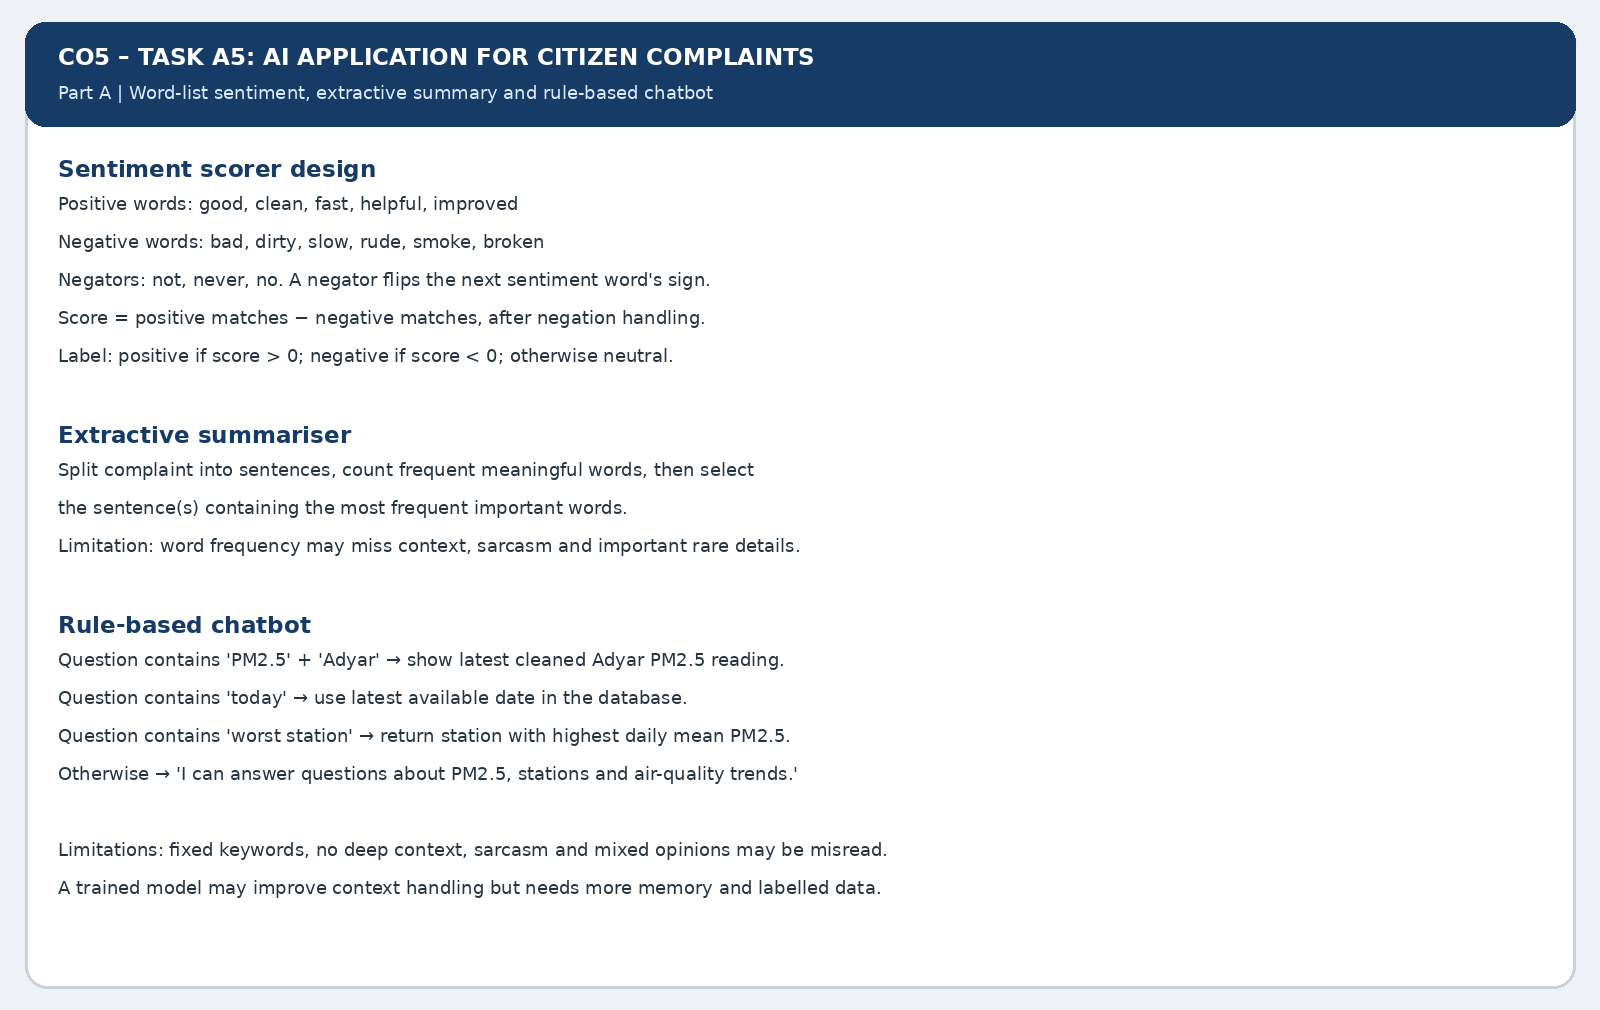 CO5 – TASK A5: AI APPLICATION FOR CITIZEN COMPLAINTS
Part A | Word-list sentiment, extractive summary and rule-based chatbot
Sentiment scorer design
Positive words: good, clean, fast, helpful, improved
Negative words: bad, dirty, slow, rude, smoke, broken
Negators: not, never, no. A negator flips the next sentiment word's sign.
Score = positive matches − negative matches, after negation handling.
Label: positive if score > 0; negative if score < 0; otherwise neutral.
Extractive summariser
Split complaint into sentences, count frequent meaningful words, then select
the sentence(s) containing the most frequent important words.
Limitation: word frequency may miss context, sarcasm and important rare details.
Rule-based chatbot
Question contains 'PM2.5' + 'Adyar' → show latest cleaned Adyar PM2.5 reading.
Question contains 'today' → use latest available date in the database.
Question contains 'worst station' → return station with highest daily mean PM2.5.
Otherwise → 'I can answer questions about PM2.5, stations and air-quality trends.'
Limitations: fixed keywords, no deep context, sarcasm and mixed opinions may be misread.
A trained model may improve context handling but needs more memory and labelled data.